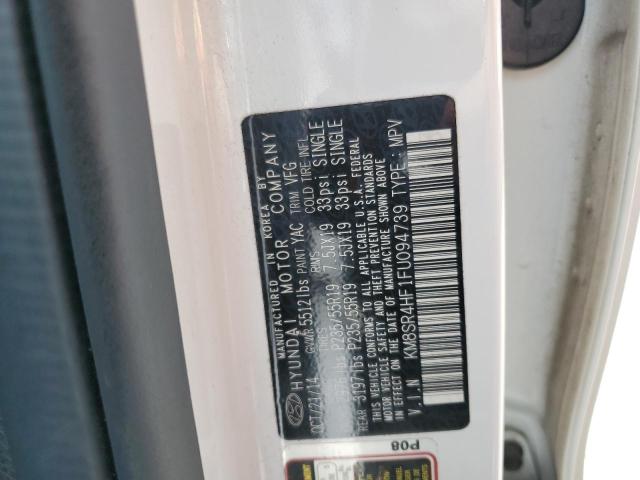 MANUFACTURED IN KOREA BY
HYUNDAI MOTOR COMPANY
OCT/21/14 GVWR 5512lbs PAINT YAC TRIM VFG
TIRES RIMS COLD TIRE INFL
P235/55R19 7.5JX19 33psi SINGLE
REAR 3197lbs P235/55R19 7.5JX19 33psi SINGLE
THIS VEHICLE CONFORMS TO ALL APPLICABLE U.S.A. FEDERAL
MOTOR VEHICLE SAFETY AND THEFT PREVENTION STANDARDS
IN EFFECT ON THE DATE OF MANUFACTURE SHOWN ABOVE
V.I.N KM8SR4HF1FU094739 TYPE : MPV
P08